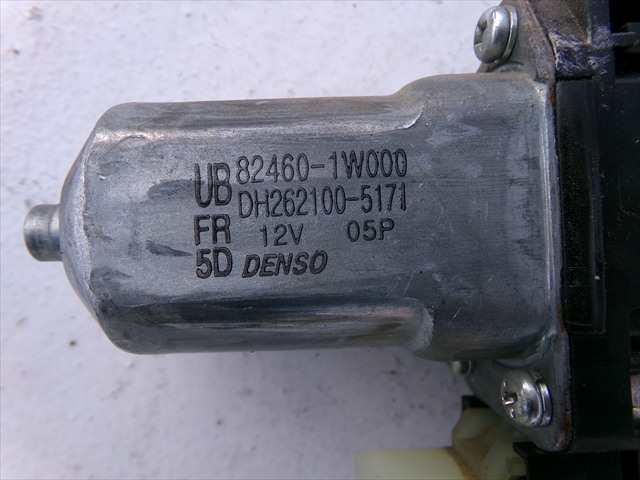 UB 82460-1W000
DH262100-5171
FR 12V 05P
5D DENSO